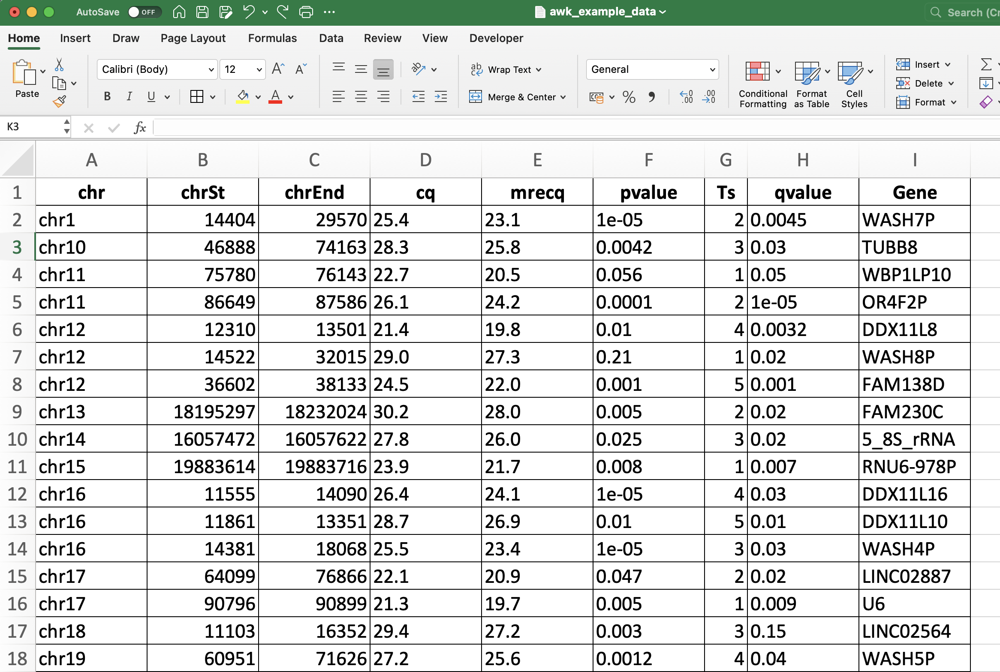 AutoSave OFF awk_example_data Search (C
Home Insert Draw Page Layout Formulas Data Review View Developer
Paste Calibri (Body) 12 A A ab Wrap Text General Conditional Formatting Format as Table Cell Styles Insert
Delete
B I U A Merge & Center % Format
K3 fx
A B C D E F G H I
1 chr chrSt chrEnd cq mrecq pvalue Ts qvalue Gene
2 chr1 14404 29570 25.4 23.1 1e-05 2 0.0045 WASH7P
3 chr10 46888 74163 28.3 25.8 0.0042 3 0.03 TUBB8
4 chr11 75780 76143 22.7 20.5 0.056 1 0.05 WBP1LP10
5 chr11 86649 87586 26.1 24.2 0.0001 2 1e-05 OR4F2P
6 chr12 12310 13501 21.4 19.8 0.01 4 0.0032 DDX11L8
7 chr12 14522 32015 29.0 27.3 0.21 1 0.02 WASH8P
8 chr12 36602 38133 24.5 22.0 0.001 5 0.001 FAM138D
9 chr13 18195297 18232024 30.2 28.0 0.005 2 0.02 FAM230C
10 chr14 16057472 16057622 27.8 26.0 0.025 3 0.02 5_8S_rRNA
11 chr15 19883614 19883716 23.9 21.7 0.008 1 0.007 RNU6-978P
12 chr16 11555 14090 26.4 24.1 1e-05 4 0.03 DDX11L16
13 chr16 11861 13351 28.7 26.9 0.01 5 0.01 DDX11L10
14 chr16 14381 18068 25.5 23.4 1e-05 3 0.03 WASH4P
15 chr17 64099 76866 22.1 20.9 0.047 2 0.02 LINC02887
16 chr17 90796 90899 21.3 19.7 0.005 1 0.009 U6
17 chr18 11103 16352 29.4 27.2 0.003 3 0.15 LINC02564
18 chr19 60951 71626 27.2 25.6 0.0012 4 0.04 WASH5P